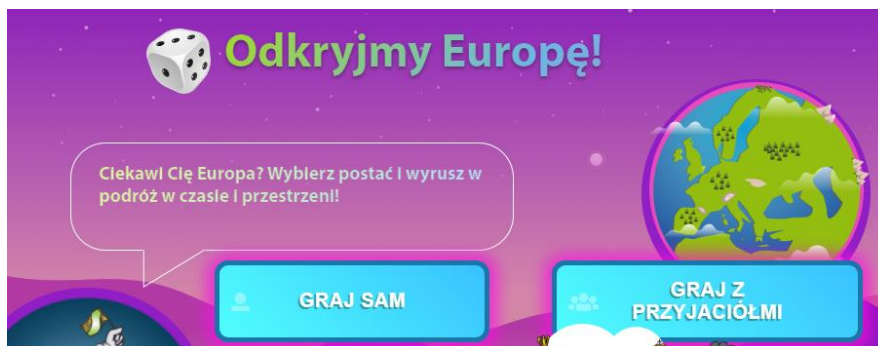 Odkryjmy Europę!
Ciekawi Cię Europa? Wybierz postać i wyrusz w
podróż w czasie i przestrzeni!
GRAJ SAM
GRAJ Z
PRZYJACIÓŁMI